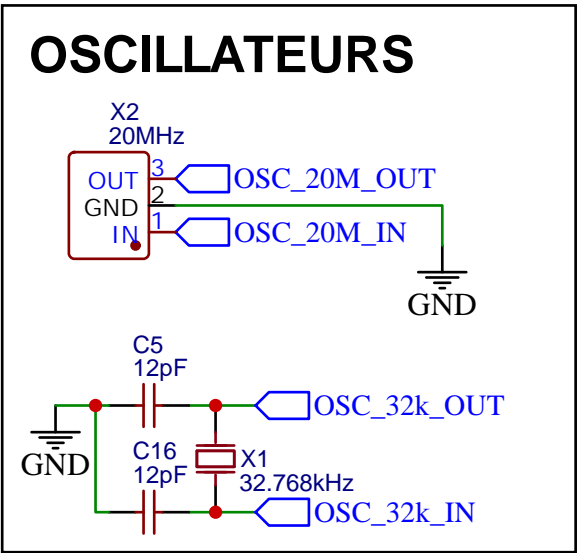 OSCILLATEURS
X2
20MHz
OUT 3 OSC_20M_OUT
GND 2
IN 1 OSC_20M_IN
GND
C5
12pF
OSC_32k_OUT
GND
C16
12pF
X1
32.768kHz
OSC_32k_IN